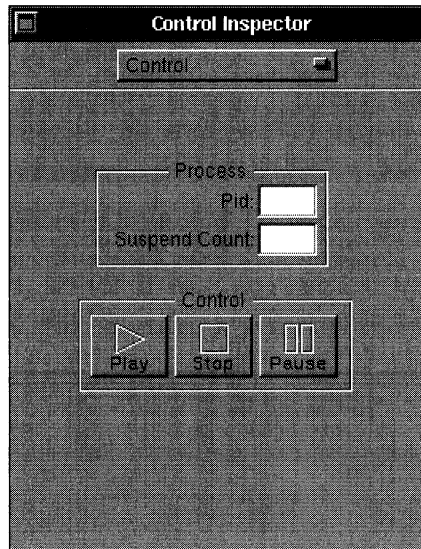 Control Inspector
Control
Process
Pid:
Suspend Count:
Control
Play Stop Pause